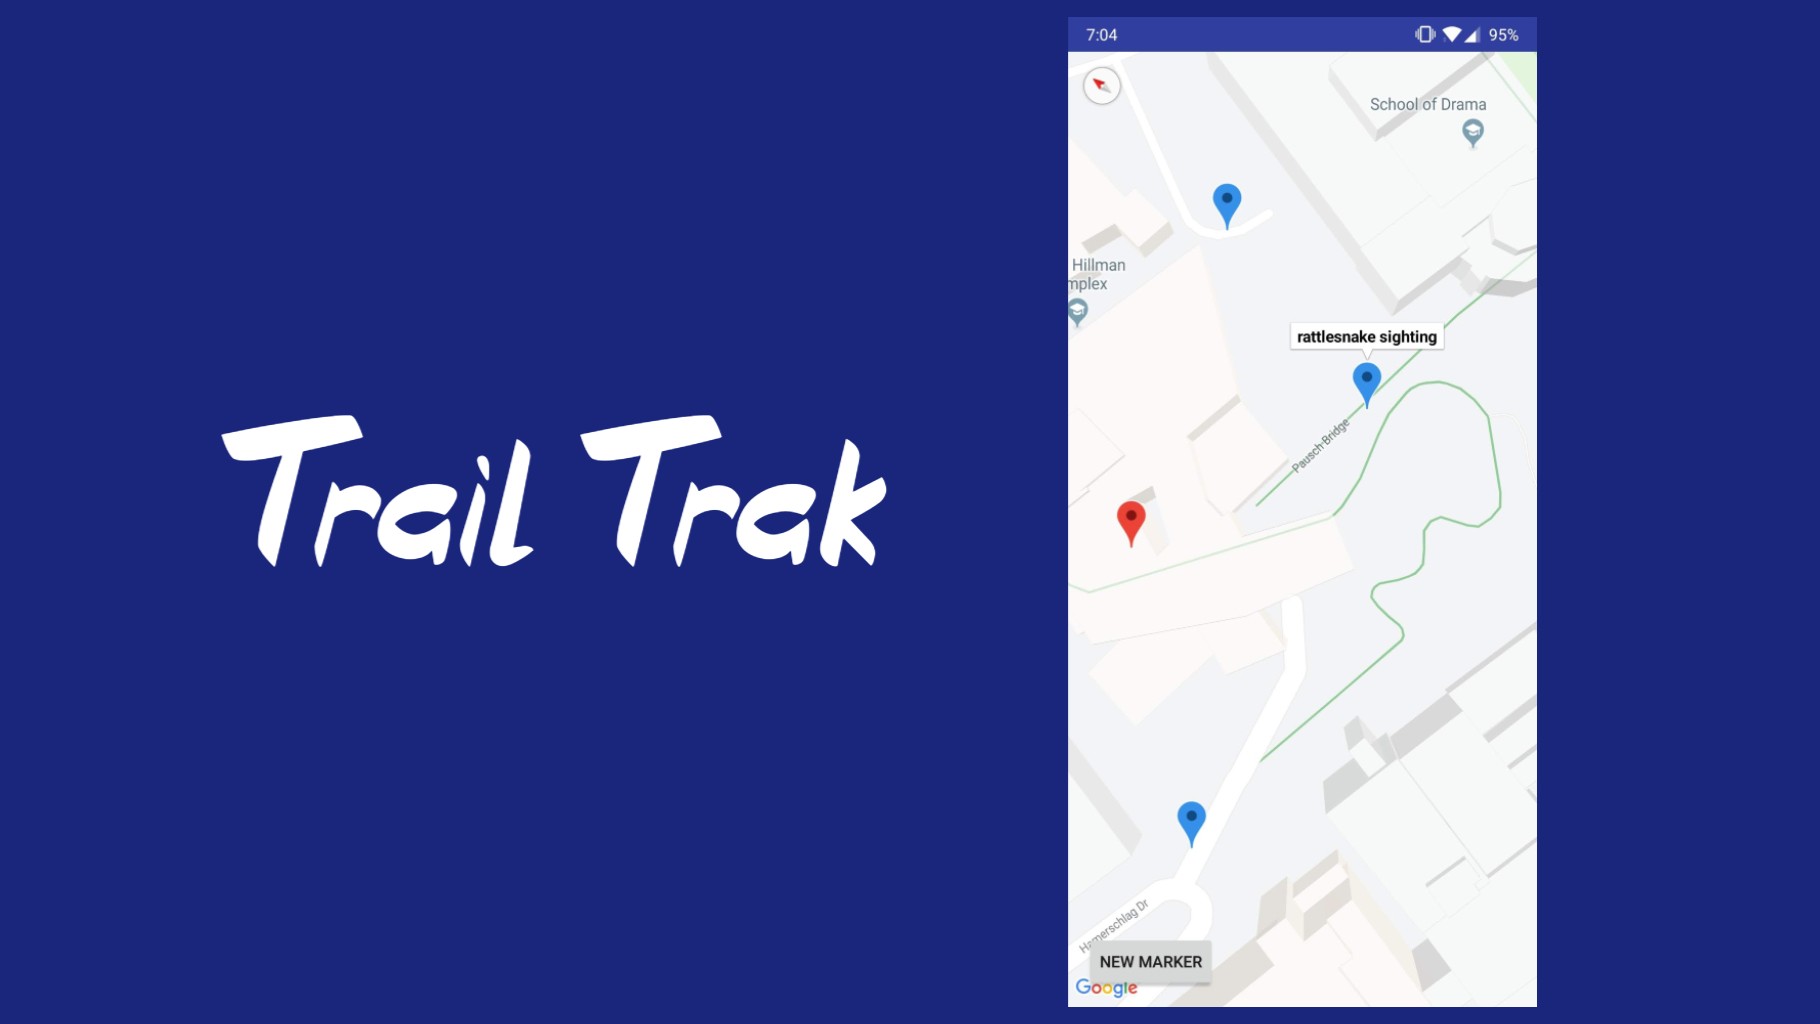 Trail Trak
7:04
95%
School of Drama
Hillman
mplex
rattlesnake sighting
Pausch Bridge
Hamerschlag Dr
NEW MARKER
Google